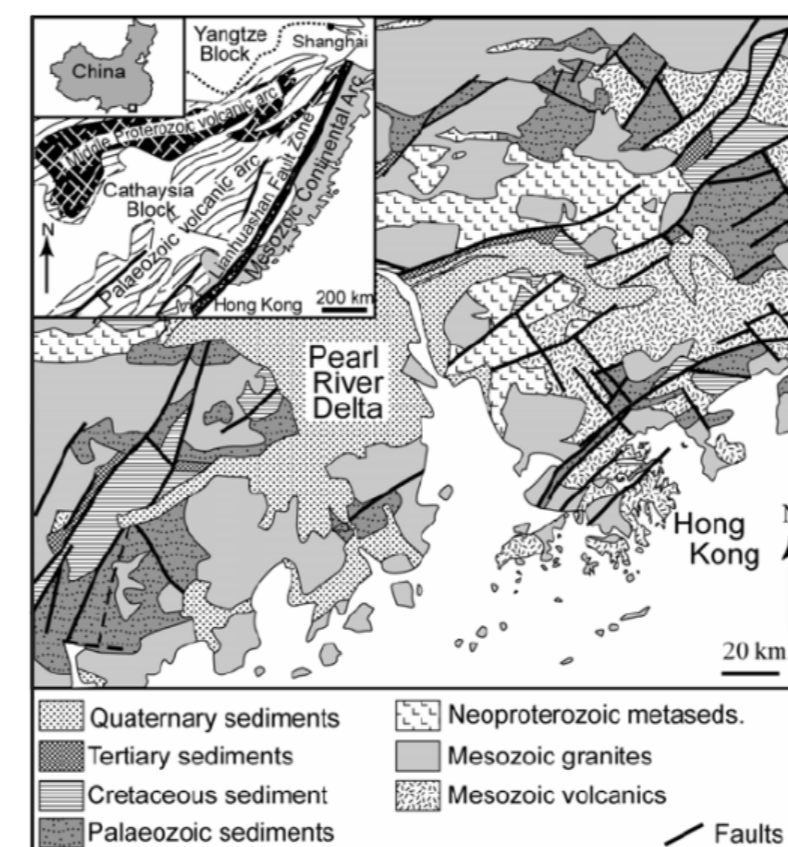 Yangtze
Block
Shanghai
China
Middle Proterozoic volcanic arc
Cathaysia
Block
Palaeozoic volcanic arc
Lianhuashan Fault Zone
Mesozoic Continental Arc
N
Hong Kong
200 km
Pearl
River
Delta
Hong
Kong
N
20 km
Quaternary sediments
Tertiary sediments
Cretaceous sediment
Palaeozoic sediments
Neoproterozoic metaseds.
Mesozoic granites
Mesozoic volcanics
Faults